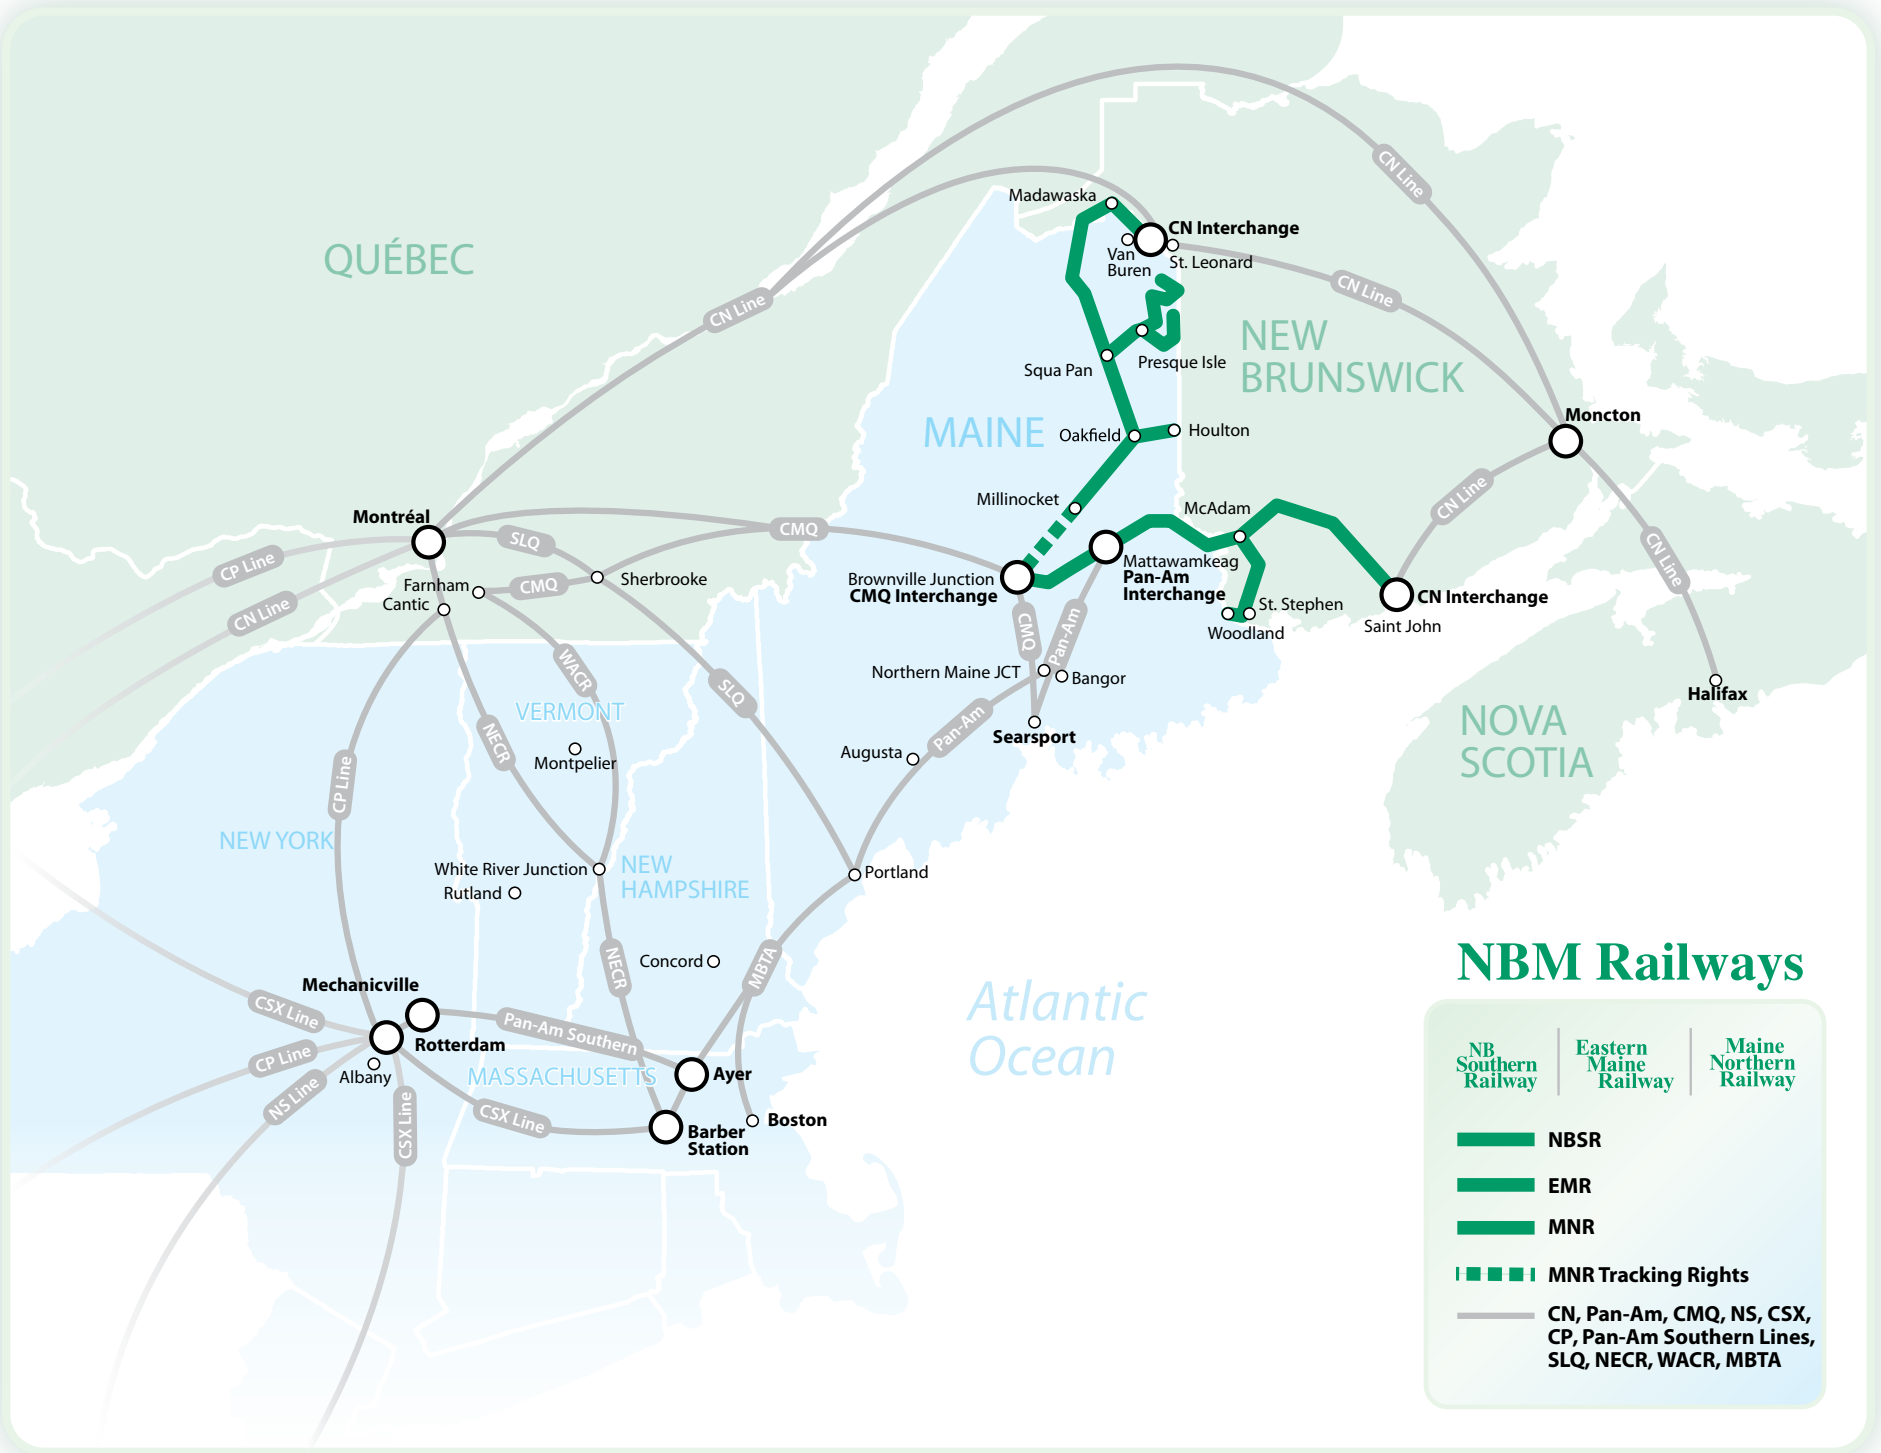 QUÉBEC
CN Line
Madawaska
CN Interchange
Van
Buren
St. Leonard
CN Line
CN Line
NEW
BRUNSWICK
Squa Pan
Presque Isle
MAINE
Oakfield
Houlton
Moncton
Millinocket
McAdam
CN Line
CN Line
Montréal
SLQ
CMQ
CP Line
CN Line
Farnham
CMQ
Sherbrooke
Cantic
Brownville Junction
CMQ Interchange
Mattawamkeag
Pan-Am
Interchange
St. Stephen
Woodland
CN Interchange
Saint John
CMQ
Pan-Am
Northern Maine JCT
Bangor
Halifax
WACR
SLQ
VERMONT
NECR
Montpelier
Searsport
Pan-Am
Augusta
NOVA
SCOTIA
CP Line
NEW YORK
White River Junction
Rutland
NEW
HAMPSHIRE
Portland
NECR
Concord
MBTA
Mechanicville
CSX Line
Pan-Am Southern
Rotterdam
CP Line
Albany
NS Line
CSX Line
MASSACHUSETTS
Ayer
CSX Line
Barber
Station
Boston
Atlantic
Ocean
NBM Railways
NB
Southern
Railway
Eastern
Maine
Railway
Maine
Northern
Railway
NBSR
EMR
MNR
MNR Tracking Rights
CN, Pan-Am, CMQ, NS, CSX,
CP, Pan-Am Southern Lines,
SLQ, NECR, WACR, MBTA